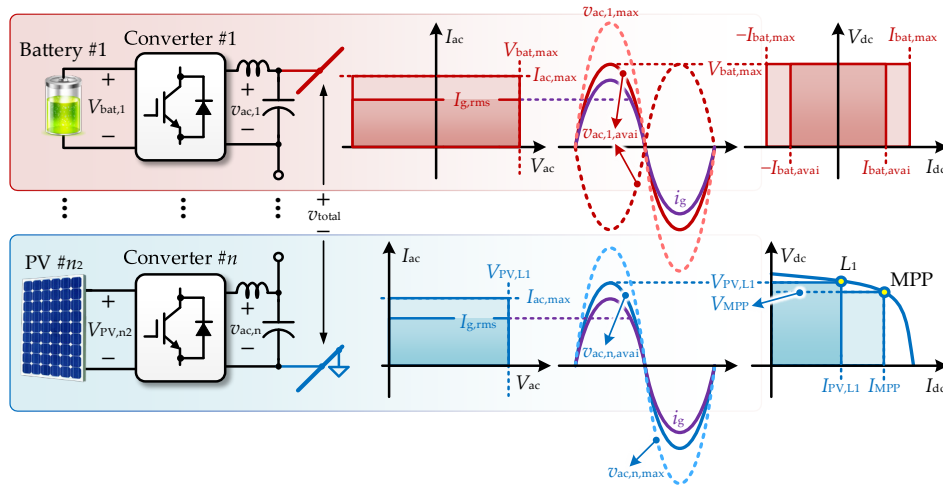 Battery #1
Converter #1
+
V_bat,1
−
+
v_ac,1
−
I_ac
V_bat,max
I_ac,max
I_g,rms
V_ac
v_ac,1,max
v_ac,1,avai
i_g
−I_bat,max
V_dc
I_bat,max
V_bat,max
−I_bat,avai
I_bat,avai
I_dc
+
v_total
−
PV #n₂
Converter #n
+
V_PV,n2
−
+
v_ac,n
−
I_ac
V_PV,L1
I_ac,max
I_g,rms
V_ac
v_ac,n,avai
i_g
v_ac,n,max
V_dc
L₁
MPP
V_PV,L1
V_MPP
I_PV,L1
I_MPP
I_dc